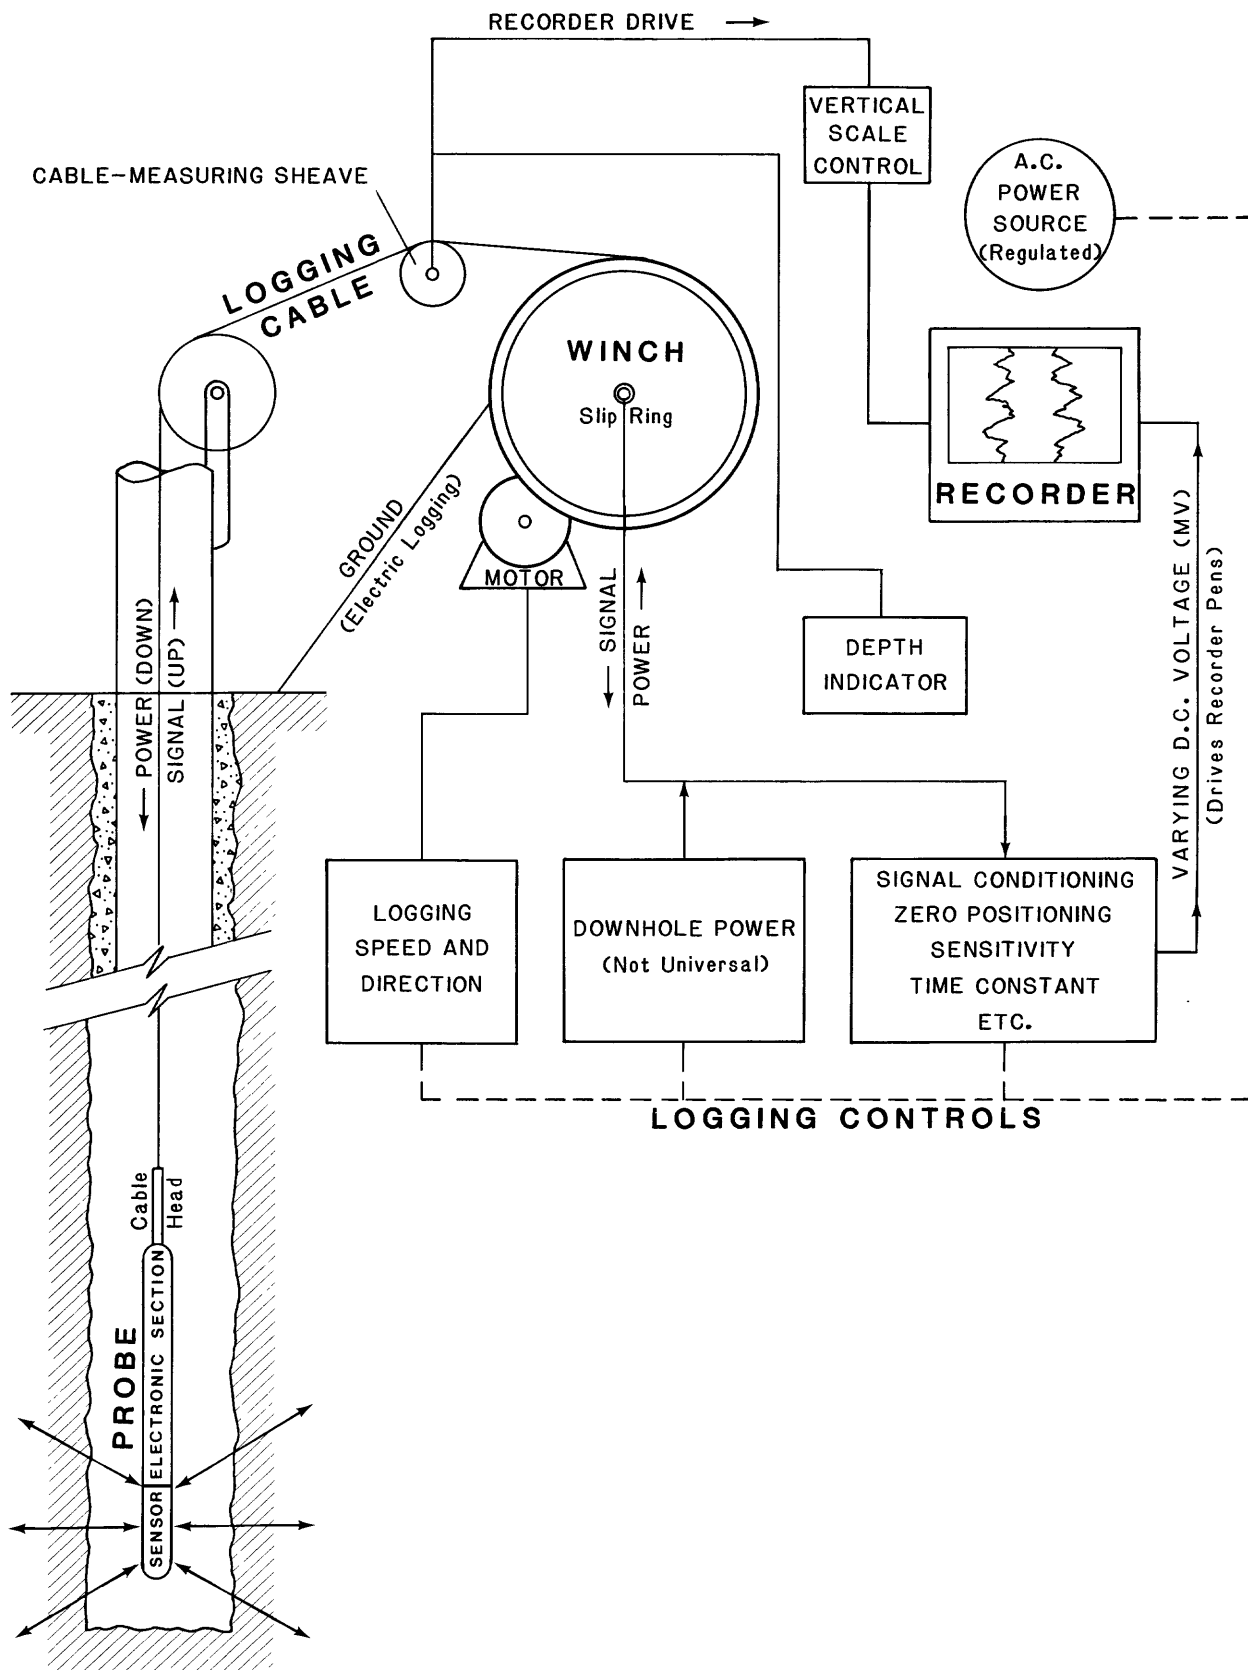 RECORDER DRIVE →
VERTICAL
SCALE
CONTROL
A.C.
POWER
SOURCE
(Regulated)
CABLE-MEASURING SHEAVE
LOGGING
CABLE
WINCH
Slip Ring
RECORDER
GROUND
(Electric Logging)
MOTOR
← SIGNAL
POWER →
← POWER (DOWN)
SIGNAL (UP) →
DEPTH
INDICATOR
VARYING D.C. VOLTAGE (MV)
(Drives Recorder Pens)
LOGGING
SPEED AND
DIRECTION
DOWNHOLE POWER
(Not Universal)
SIGNAL CONDITIONING
ZERO POSITIONING
SENSITIVITY
TIME CONSTANT
ETC.
LOGGING CONTROLS
Cable
Head
PROBE
ELECTRONIC SECTION
SENSOR